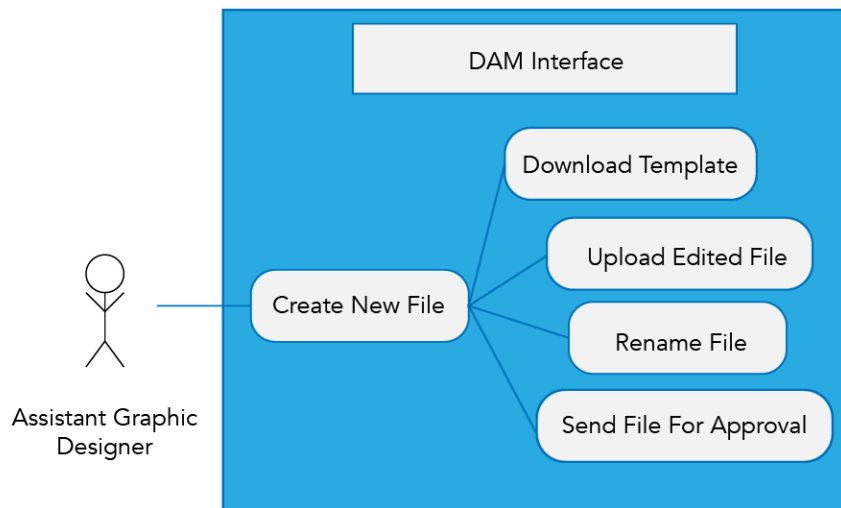 DAM Interface
Download Template
Upload Edited File
Create New File
Rename File
Send File For Approval
Assistant Graphic
Designer